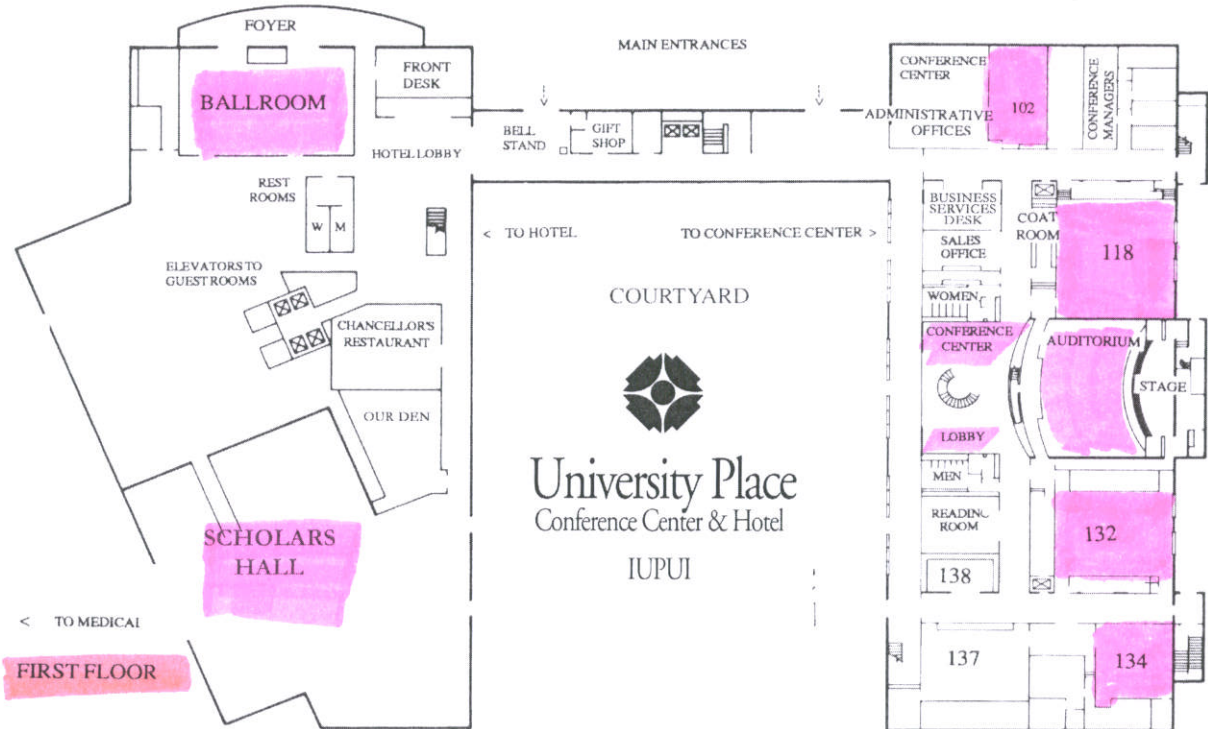 FOYER
MAIN ENTRANCES
FRONT
DESK
BALLROOM
CONFERENCE
CENTER
102
CONFERENCE
MANAGERS
ADMINISTRATIVE
OFFICES
BELL
STAND
GIFT
SHOP
HOTEL LOBBY
REST
ROOMS
W M
BUSINESS
SERVICES
DESK
COAT
ROOM
118
< TO HOTEL
TO CONFERENCE CENTER >
SALES
OFFICE
ELEVATORS TO
GUEST ROOMS
COURTYARD
WOMEN
CHANCELLOR'S
RESTAURANT
CONFERENCE
CENTER
AUDITORIUM
STAGE
OUR DEN
LOBBY
University Place
Conference Center & Hotel
IUPUI
MEN
READING
ROOM
132
SCHOLARS
HALL
138
< TO MEDICAL
FIRST FLOOR
137
134